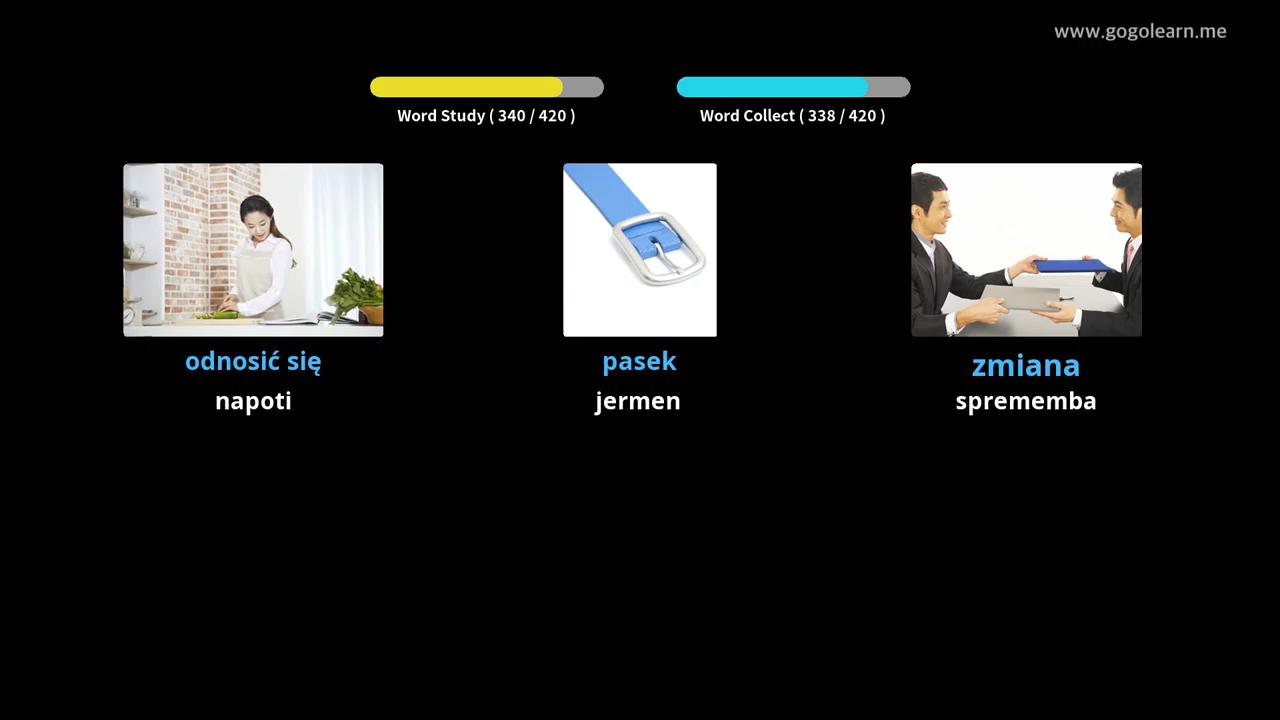 www.gogolearn.me
Word Study ( 340 / 420 )
Word Collect ( 338 / 420 )
odnosić się
napoti
pasek
jermen
zmiana
sprememba